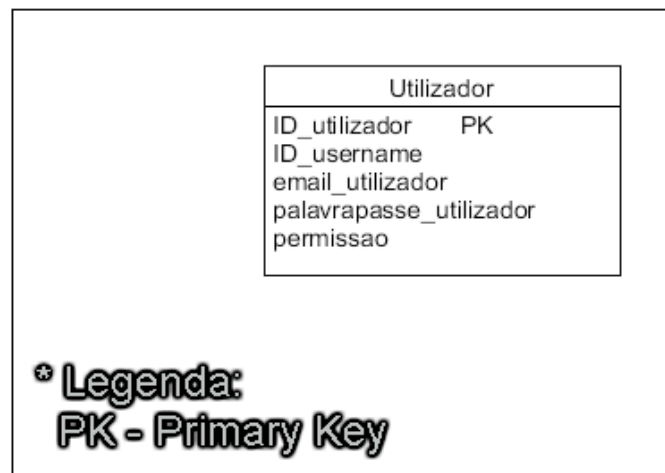 Utilizador
ID_utilizador PK
ID_username
email_utilizador
palavrapasse_utilizador
permissao
* Legenda:
PK - Primary Key